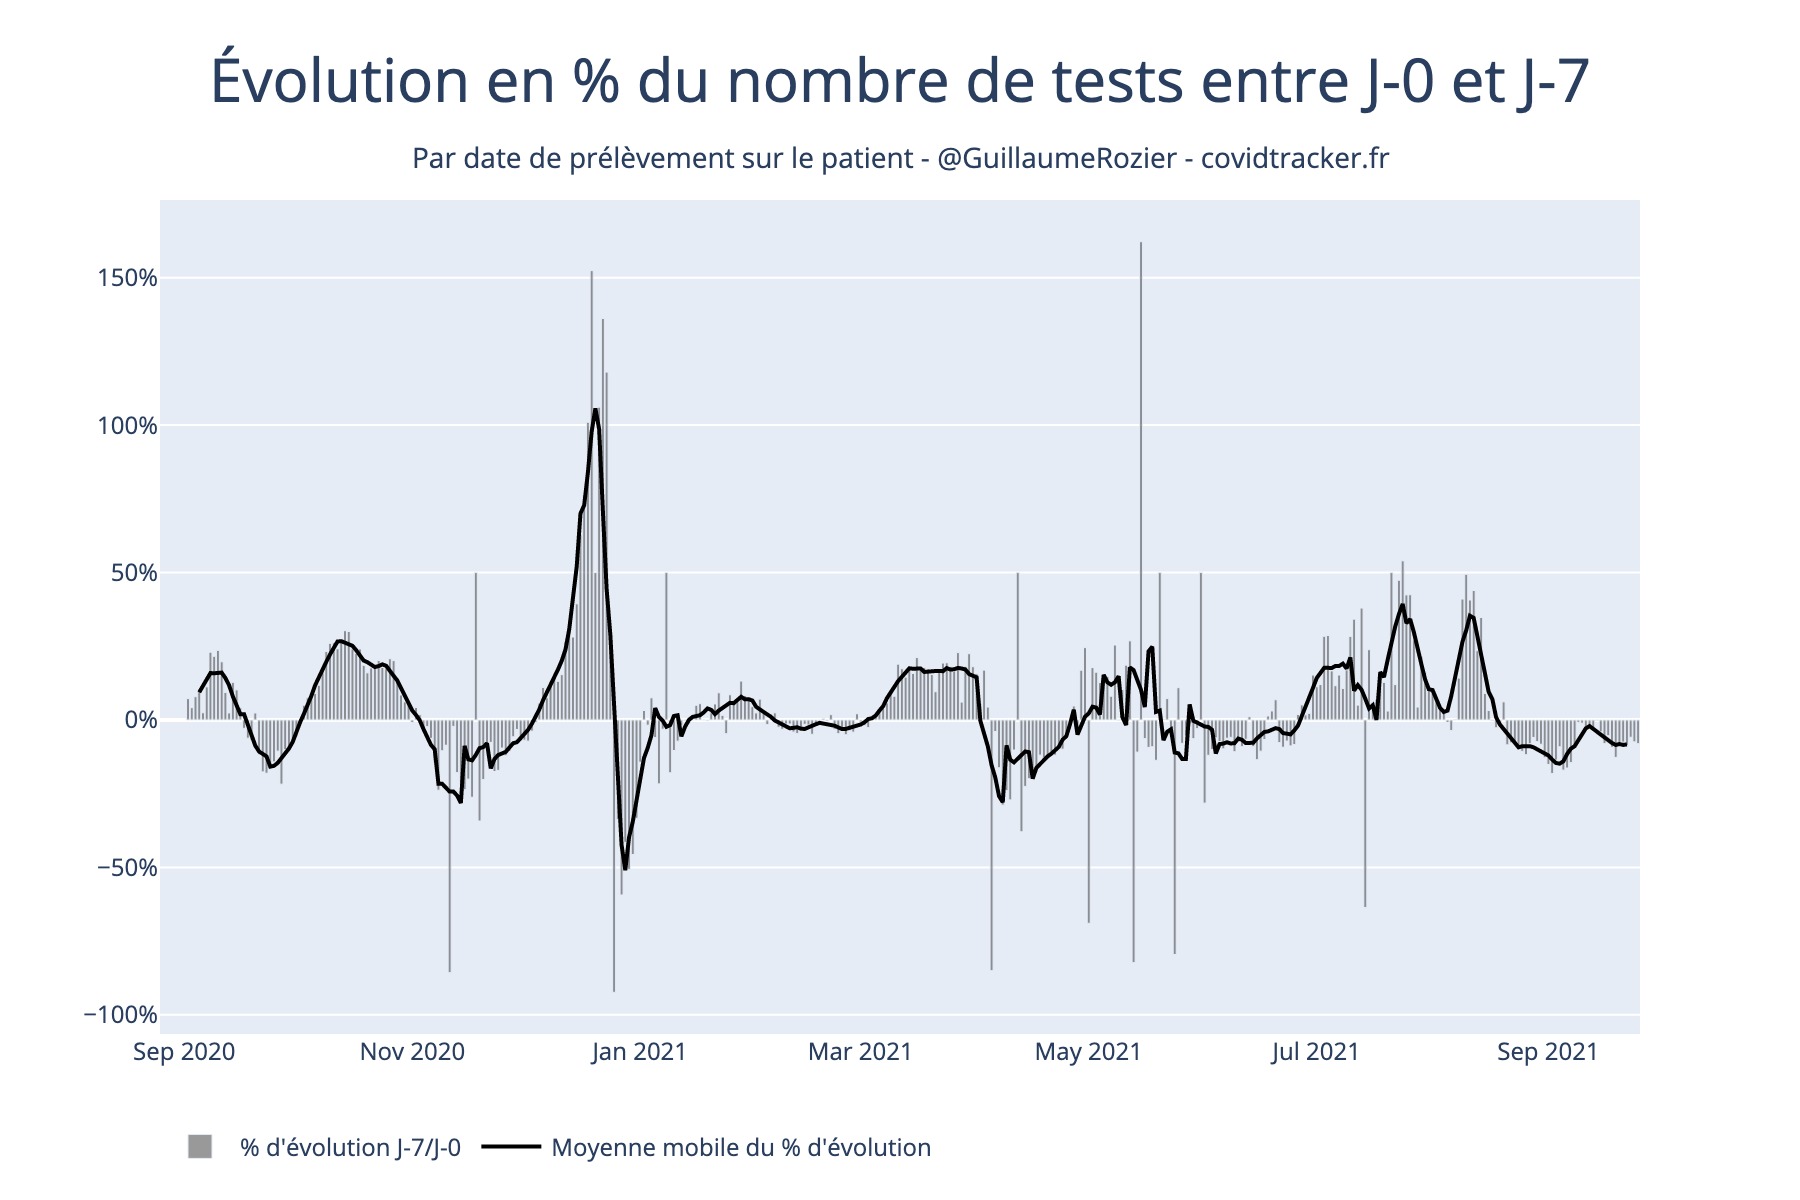 Évolution en % du nombre de tests entre J-0 et J-7
Par date de prélèvement sur le patient - @GuillaumeRozier - covidtracker.fr
150%
100%
50%
0%
−50%
−100%
Sep 2020 Nov 2020 Jan 2021 Mar 2021 May 2021 Jul 2021 Sep 2021
% d'évolution J-7/J-0 Moyenne mobile du % d'évolution